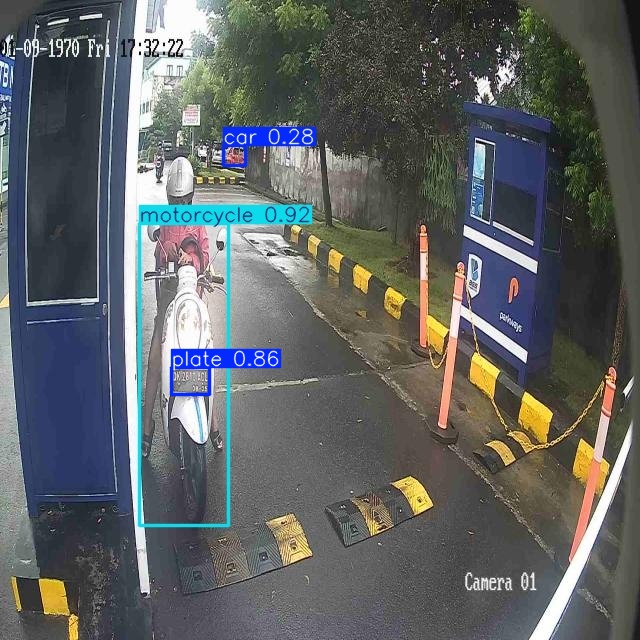 01-09-1970 Fri 17:32:22
car 0.28
motorcycle 0.92
plate 0.86
parkways
Camera 01